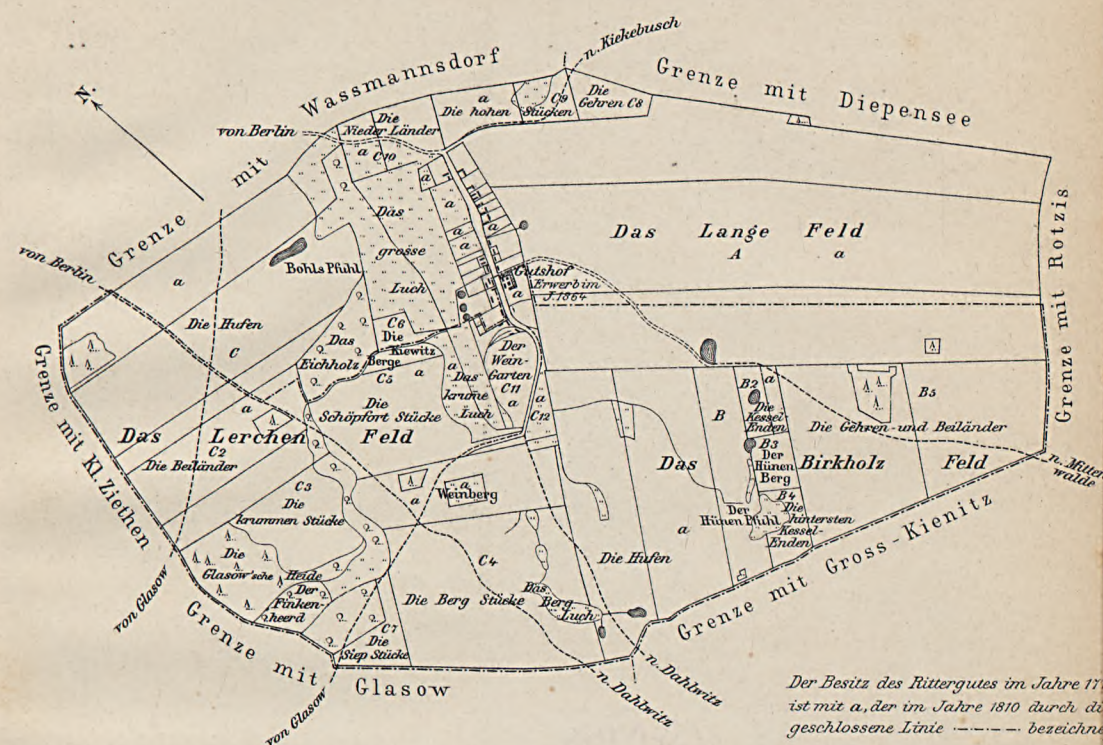 N.
Grenze mit Wassmannsdorf
n. Kiekebusch
Grenze mit Diepensee
von Berlin
Die
Nieder Länder
a
C10
a
Die hohen
C9
Stücken
Die
Gehren C8
Das Lange Feld
A a
Grenze mit Rotzis
von Berlin
a
Bohls Pfuhl
Die Hufen
C
Das
grosse
Luch
a
a
a
a
a
a
Gutshof
Erwerb im
J. 1864
a
C6
Die
Kiewitz
Berge
Das
Eichholz
a
C5
Die
Schöpfort Stücke
a
Das
krume
Luch
Der
Wein-
Garten
C11
a
a
C12
Grenze mit Kl. Ziethen
Das Lerchen Feld
a
C2
Die Beiländer
C3
Die
krummen Stücke
a
a
Weinberg
Die
Glasow'sche Heide
Der
Finken-
heerd
C7
Die
Siep Stücke
C4
Die Berg Stücke
Das
Berg
Luch
Die Hufen
Das Birkholz Feld
a
B
B2
a
Die
Kessel-
Enden
B3
Der
Hünen
Berg
Der
Hünen Pfuhl
B4
Die
hintersten
Kessel-
Enden
B5
Die Gehren- und Beiländer
n. Mitten
walde
Grenze mit Gross-Kienitz
von Glasow
Grenze mit Glasow
von Glasow
n. Dahlwitz
n. Dahlwitz
Der Besitz des Rittergutes im Jahre 17
ist mit a, der im Jahre 1810 durch di
geschlossene Linie bezeichne